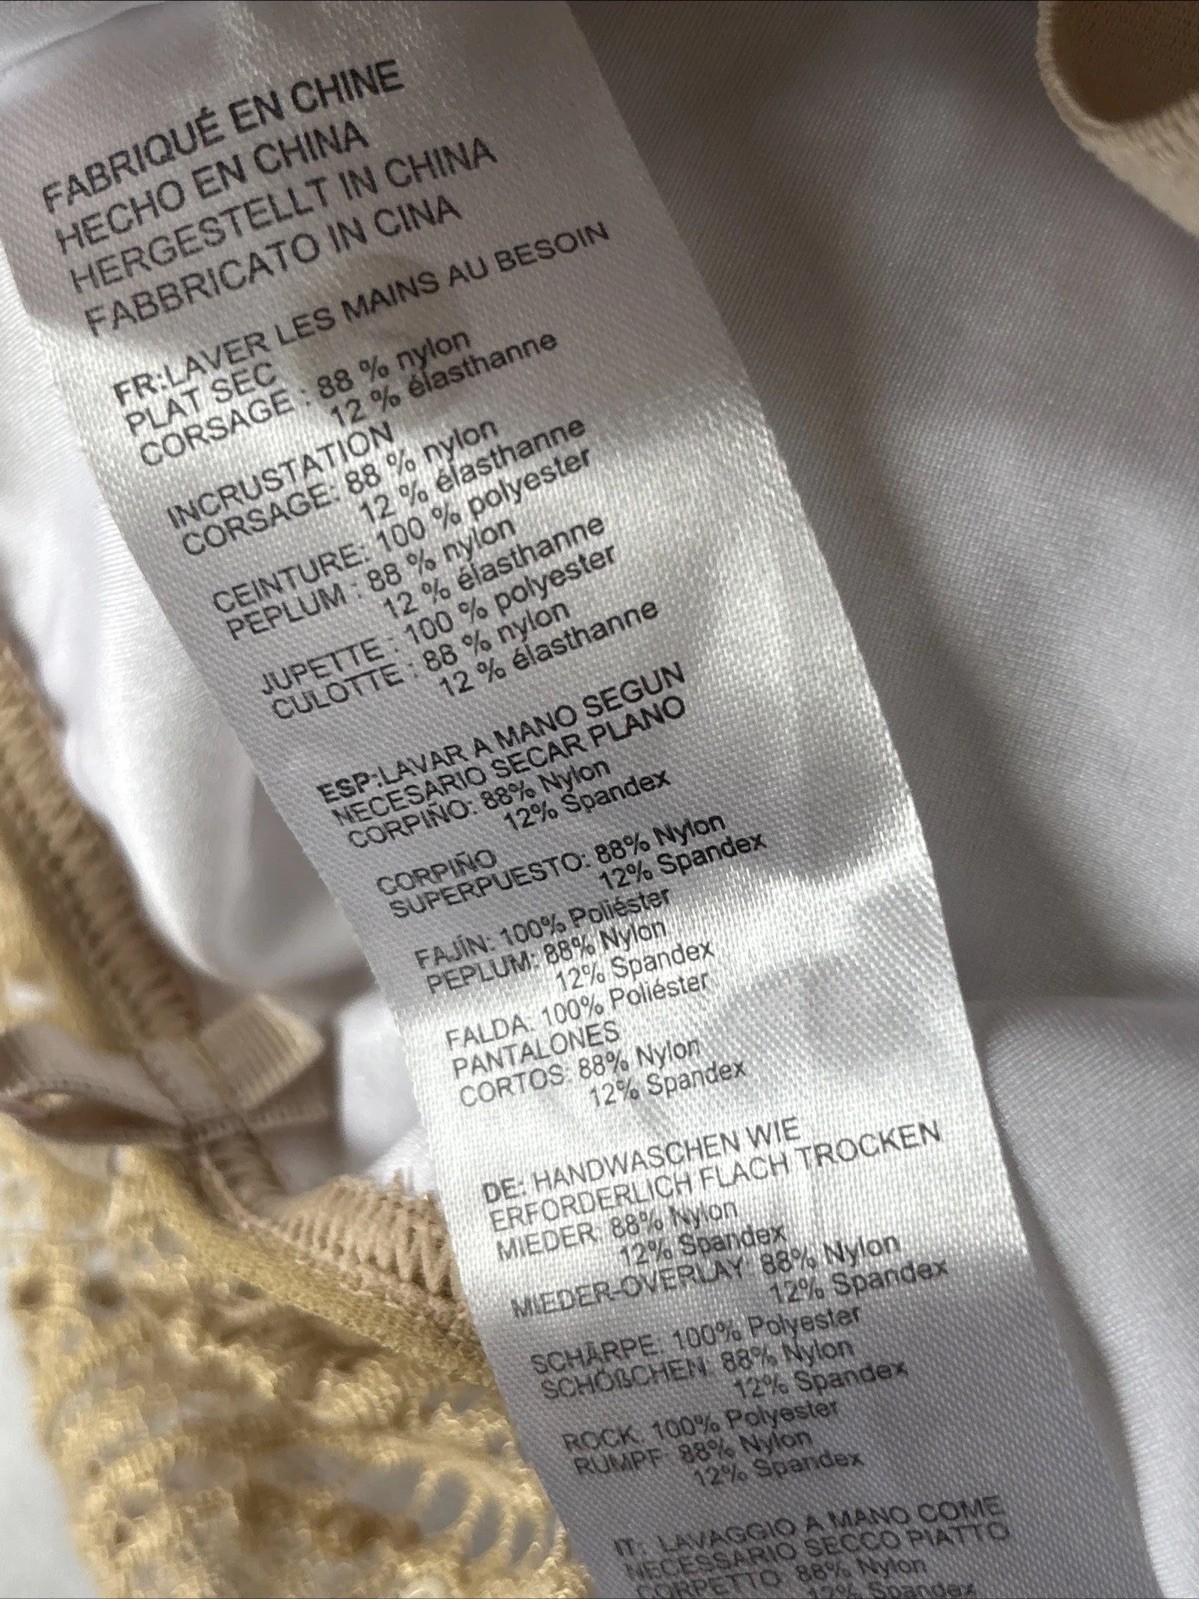 FABRIQUÉ EN CHINE
HECHO EN CHINA
HERGESTELLT IN CHINA
FABBRICATO IN CINA
FR:LAVER LES MAINS AU BESOIN
PLAT SEC
CORSAGE : 88 % nylon
12 % élasthanne
INCRUSTATION
CORSAGE: 88 % nylon
12 % élasthanne
CEINTURE: 100 % polyester
PEPLUM : 88 % nylon
12 % élasthanne
JUPETTE : 100 % polyester
CULOTTE : 88 % nylon
12 % élasthanne
ESP:LAVAR A MANO SEGUN
NECESARIO SECAR PLANO
CORPIÑO: 88% Nylon
12% Spandex
CORPIÑO
SUPERPUESTO: 88% Nylon
12% Spandex
FAJÍN: 100% Poliéster
PEPLUM: 88% Nylon
12% Spandex
FALDA: 100% Poliéster
PANTALONES
CORTOS: 88% Nylon
12% Spandex
DE: HANDWASCHEN WIE
ERFORDERLICH FLACH TROCKEN
MIEDER: 88% Nylon
12% Spandex
MIEDER-OVERLAY: 88% Nylon
12% Spandex
SCHÄRPE: 100% Polyester
SCHÖßCHEN: 88% Nylon
12% Spandex
ROCK: 100% Polyester
RUMPF: 88% Nylon
12% Spandex
IT: LAVAGGIO A MANO COME
NECESSARIO SECCO PIATTO
CORPETTO: 88% Nylon
12% Spandex